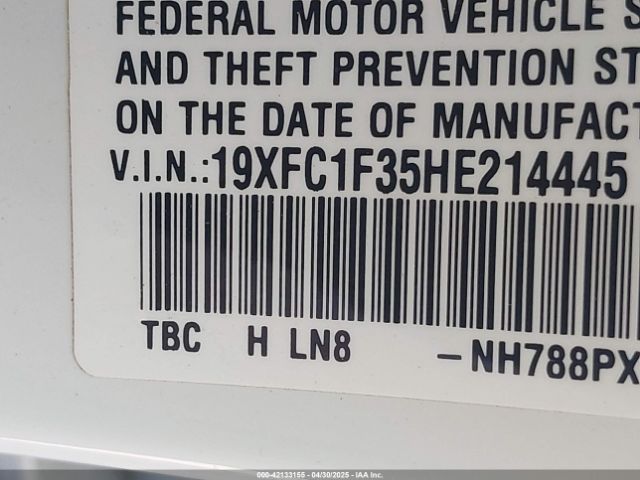 FEDERAL MOTOR VEHICLE S
AND THEFT PREVENTION ST
ON THE DATE OF MANUFACT
V.I.N.:19XFC1F35HE214445
TBC H LN8 -NH788PX
000-42133155 - 04/30/2025 - IAA Inc.